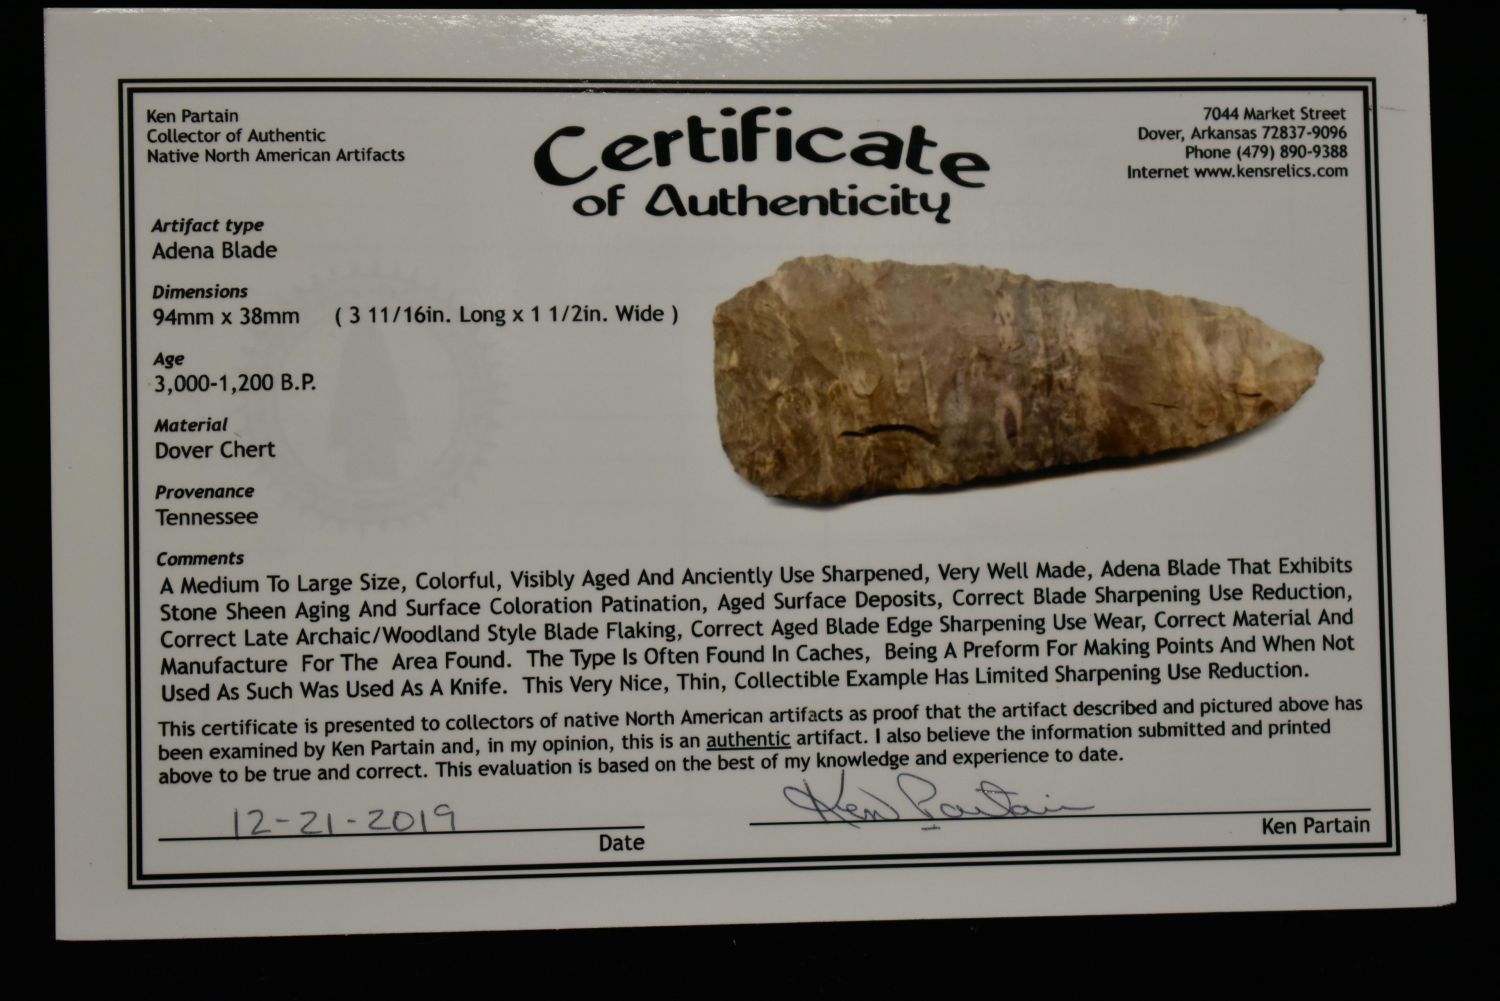 Ken Partain
Collector of Authentic
Native North American Artifacts
Certificate
of Authenticity
7044 Market Street
Dover, Arkansas 72837-9096
Phone (479) 890-9388
Internet www.kensrelics.com
Artifact type
Adena Blade
Dimensions
94mm x 38mm ( 3 11/16in. Long x 1 1/2in. Wide )
Age
3,000-1,200 B.P.
Material
Dover Chert
Provenance
Tennessee
Comments
A Medium To Large Size, Colorful, Visibly Aged And Anciently Use Sharpened, Very Well Made, Adena Blade That Exhibits
Stone Sheen Aging And Surface Coloration Patination, Aged Surface Deposits, Correct Blade Sharpening Use Reduction,
Correct Late Archaic/Woodland Style Blade Flaking, Correct Aged Blade Edge Sharpening Use Wear, Correct Material And
Manufacture For The Area Found. The Type Is Often Found In Caches, Being A Preform For Making Points And When Not
Used As Such Was Used As A Knife. This Very Nice, Thin, Collectible Example Has Limited Sharpening Use Reduction.
This certificate is presented to collectors of native North American artifacts as proof that the artifact described and pictured above has
been examined by Ken Partain and, in my opinion, this is an authentic artifact. I also believe the information submitted and printed
above to be true and correct. This evaluation is based on the best of my knowledge and experience to date.
12-21-2019
Date
Ken Partain
Ken Partain